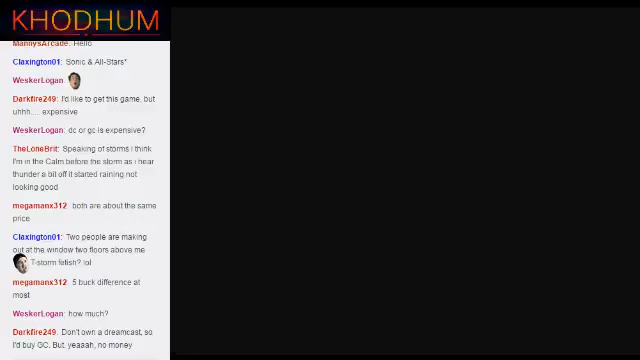 KHODHUM
MannysArcade: Hello
Claxington01: Sonic & All-Stars*
WeskerLogan:
Darkfire249: I'd like to get this game, but
uhhh..... expensive
WeskerLogan: dc or gc is expensive?
TheLoneBrit: Speaking of storms i think
I'm in the Calm before the storm as i hear
thunder a bit off it started raining not
looking good
megamanx312: both are about the same
price
Claxington01: Two people are making
out at the window two floors above me
T-storm fetish? lol
megamanx312: 5 buck difference at
most
WeskerLogan: how much?
Darkfire249: Don't own a dreamcast, so
I'd buy GC. But, yeaaah, no money